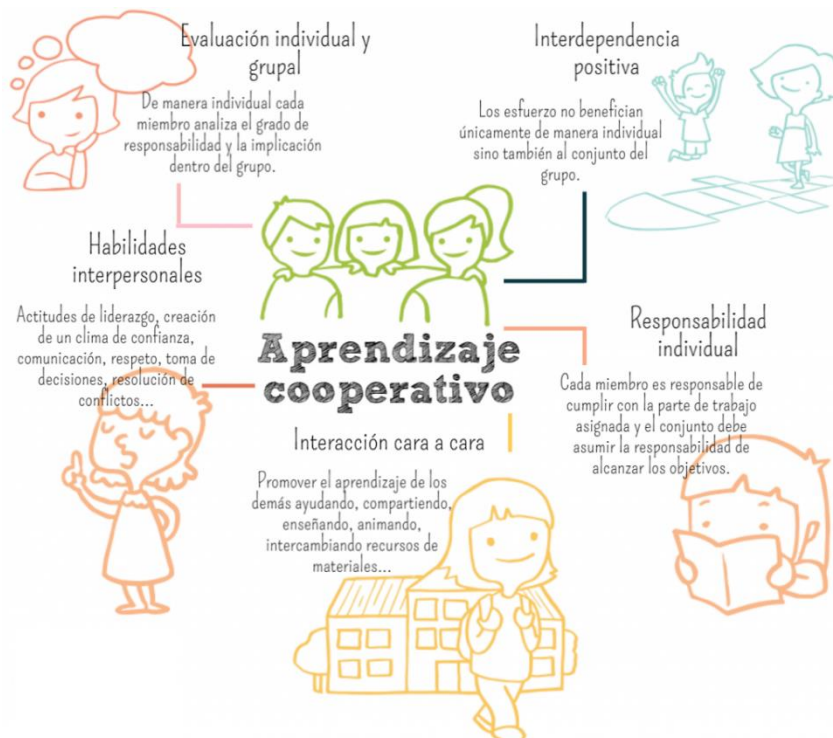 Evaluación individual y
grupal
De manera individual cada
miembro analiza el grado de
responsabilidad y la implicación
dentro del grupo.
Interdependencia
positiva
Los esfuerzo no benefician
únicamente de manera individual
sino también al conjunto del
grupo.
Habilidades
interpersonales
Actitudes de liderazgo, creación
de un clima de confianza,
comunicación, respeto, toma de
decisiones, resolución de
conflictos...
Aprendizaje
cooperativo
Responsabilidad
individual
Cada miembro es responsable de
cumplir con la parte de trabajo
asignada y el conjunto debe
asumir la responsabilidad de
alcanzar los objetivos.
Interacción cara a cara
Promover el aprendizaje de los
demás ayudando, compartiendo,
enseñando, animando,
intercambiando recursos de
materiales...